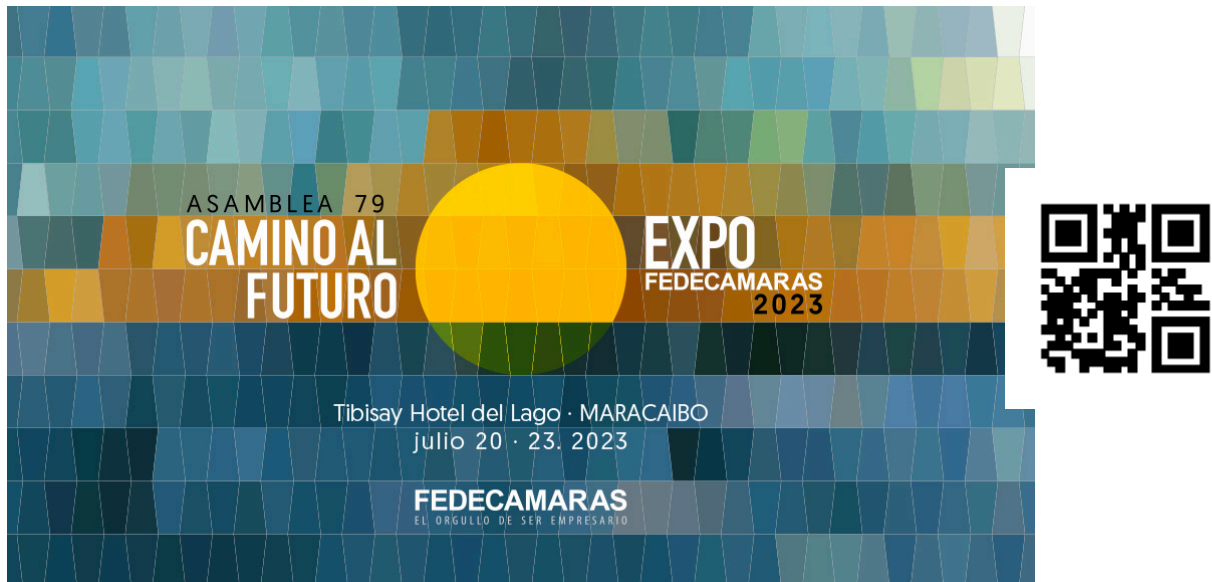 ASAMBLEA 79
CAMINO AL
FUTURO
EXPO
FEDECAMARAS
2023
Tibisay Hotel del Lago · MARACAIBO
julio 20 · 23. 2023
FEDECAMARAS
EL ORGULLO DE SER EMPRESARIO